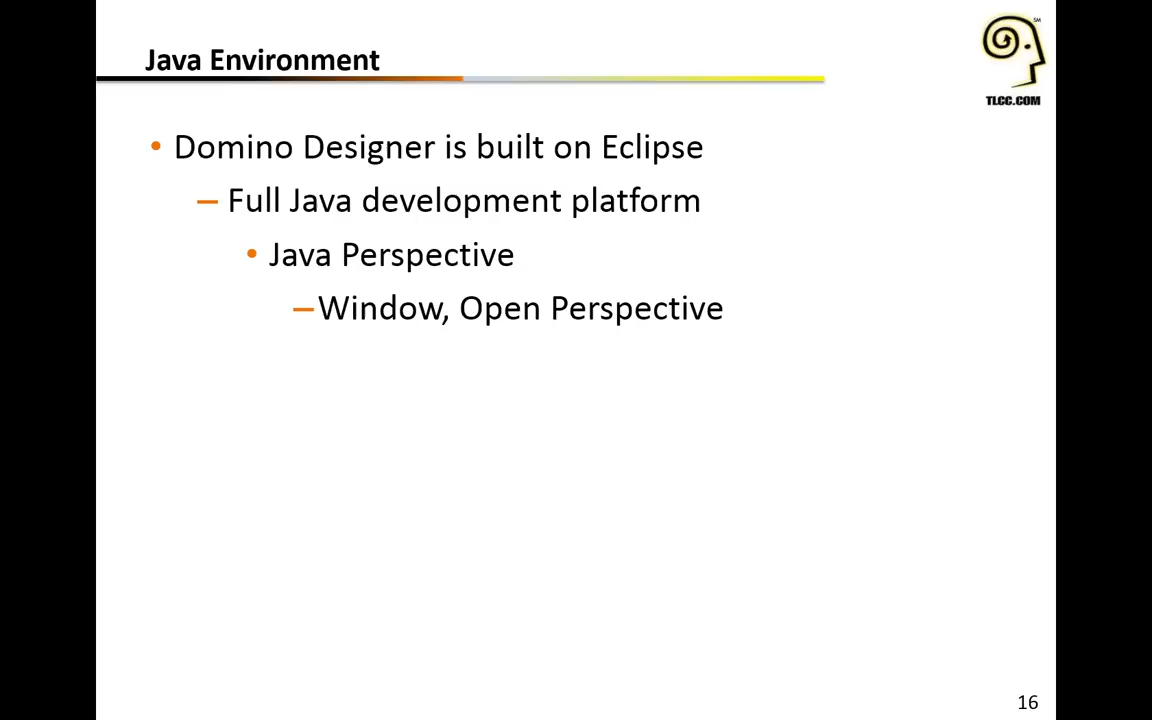 Java Environment
SM
TLCC.COM
• Domino Designer is built on Eclipse
– Full Java development platform
• Java Perspective
– Window, Open Perspective
16